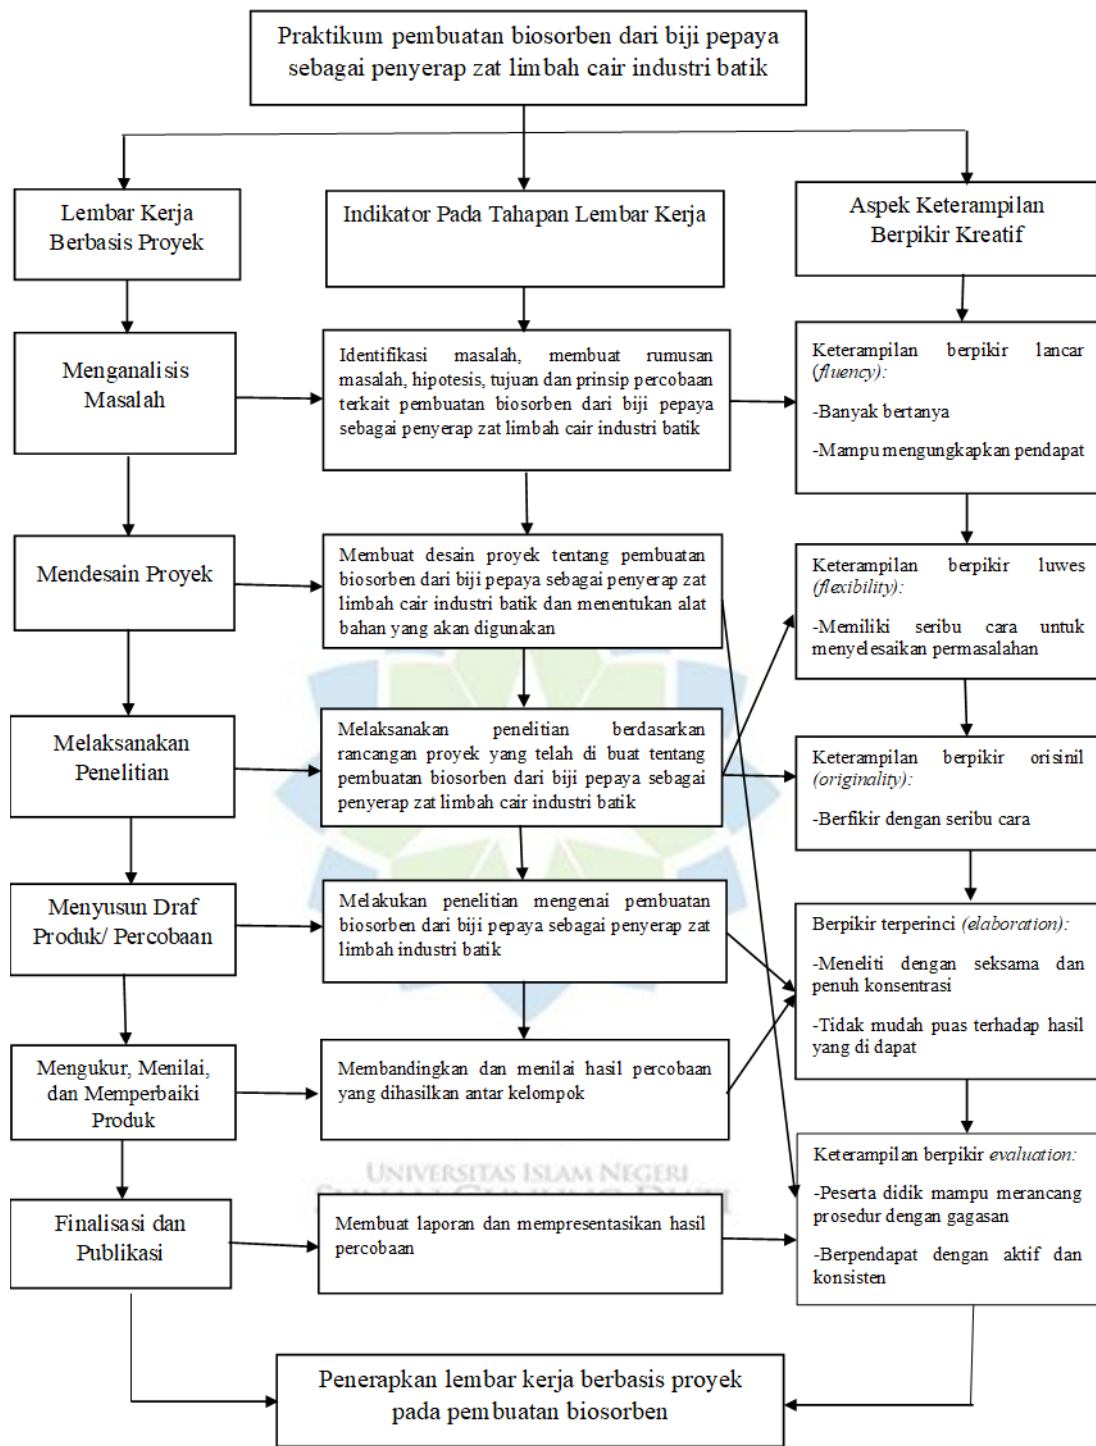 Praktikum pembuatan biosorben dari biji pepaya
sebagai penyerap zat limbah cair industri batik
Lembar Kerja
Berbasis Proyek
Indikator Pada Tahapan Lembar Kerja
Aspek Keterampilan
Berpikir Kreatif
Menganalisis
Masalah
Identifikasi masalah, membuat rumusan
masalah, hipotesis, tujuan dan prinsip percobaan
terkait pembuatan biosorben dari biji pepaya
sebagai penyerap zat limbah cair industri batik
Keterampilan berpikir lancar
(fluency):
-Banyak bertanya
-Mampu mengungkapkan pendapat
Mendesain Proyek
Membuat desain proyek tentang pembuatan
biosorben dari biji pepaya sebagai penyerap zat
limbah cair industri batik dan menentukan alat
bahan yang akan digunakan
Keterampilan berpikir luwes
(flexibility):
-Memiliki seribu cara untuk
menyelesaikan permasalahan
Melaksanakan
Penelitian
Melaksanakan penelitian berdasarkan
rancangan proyek yang telah di buat tentang
pembuatan biosorben dari biji pepaya sebagai
penyerap zat limbah cair industri batik
Keterampilan berpikir orisinil
(originality):
-Berfikir dengan seribu cara
Menyusun Draf
Produk/ Percobaan
Melakukan penelitian mengenai pembuatan
biosorben dari biji pepaya sebagai penyerap zat
limbah industri batik
Berpikir terperinci (elaboration):
-Meneliti dengan seksama dan
penuh konsentrasi
-Tidak mudah puas terhadap hasil
yang di dapat
Mengukur, Menilai,
dan Memperbaiki
Produk
Membandingkan dan menilai hasil percobaan
yang dihasilkan antar kelompok
Keterampilan berpikir evaluation:
-Peserta didik mampu merancang
prosedur dengan gagasan
-Berpendapat dengan aktif dan
konsisten
UNIVERSITAS ISLAM NEGERI
SUNAN GUNUNG DJATI
Finalisasi dan
Publikasi
Membuat laporan dan mempresentasikan hasil
percobaan
Penerapkan lembar kerja berbasis proyek
pada pembuatan biosorben